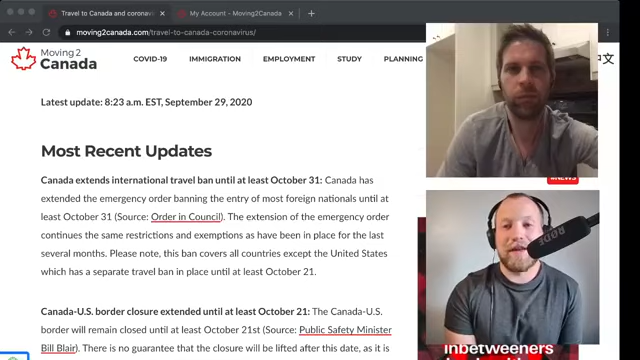 Travel to Canada and coronavir
My Account - Moving2Canada
moving2canada.com/travel-to-canada-coronavirus/
Moving2
Canada
COVID-19 IMMIGRATION EMPLOYMENT STUDY PLANNING
中文
Latest update: 8:23 a.m. EST, September 29, 2020
Most Recent Updates
Canada extends international travel ban until at least October 31: Canada has
extended the emergency order banning the entry of most foreign nationals until at
least October 31 (Source: Order in Council). The extension of the emergency order
continues the same restrictions and exemptions as have been in place for the last
several months. Please note, this ban covers all countries except the United States
which has a separate travel ban in place until at least October 21.
Canada-U.S. border closure extended until at least October 21: The Canada-U.S.
border will remain closed until at least October 21st (Source: Public Safety Minister
Bill Blair). There is no guarantee that the closure will be lifted after this date, as it is
RODE
inbetweeners